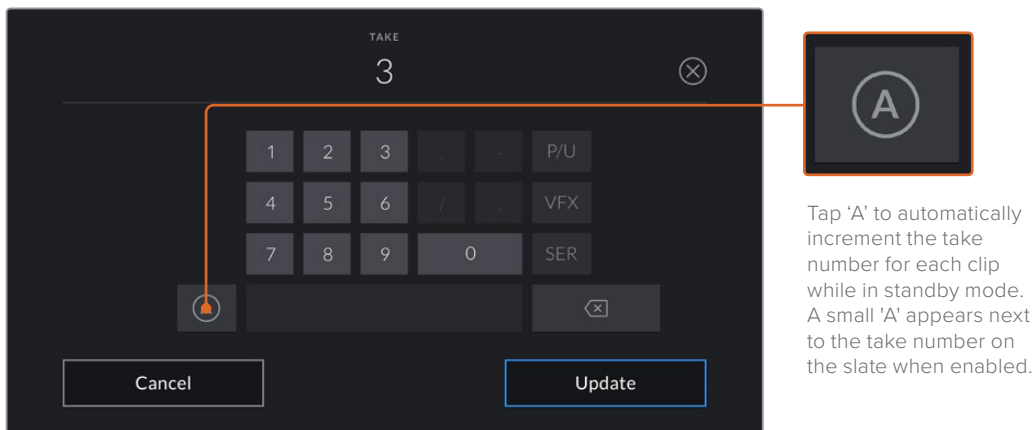 TAKE
3
1 2 3 . - P/U
4 5 6 / , VFX
7 8 9 0 SER
Cancel
Update
A
Tap ‘A’ to automatically
increment the take
number for each clip
while in standby mode.
A small 'A' appears next
to the take number on
the slate when enabled.